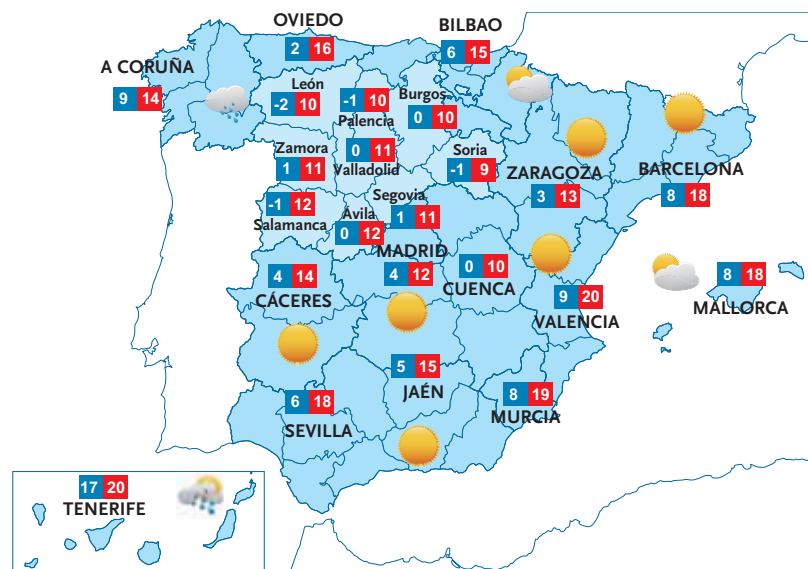 OVIEDO
2 16
BILBAO
6 15
A CORUÑA
9 14
León
-2 10
-1 10
Palencia
Burgos
0 10
Zamora
1 11
0 11
Valladolid
Soria
-1 9
ZARAGOZA
3 13
BARCELONA
8 18
-1 12
Salamanca
Ávila
0 12
Segovia
1 11
MADRID
4 12
0 10
CUENCA
4 14
CÁCERES
9 20
VALENCIA
8 18
MALLORCA
5 15
JAÉN
6 18
SEVILLA
8 19
MURCIA
17 20
TENERIFE